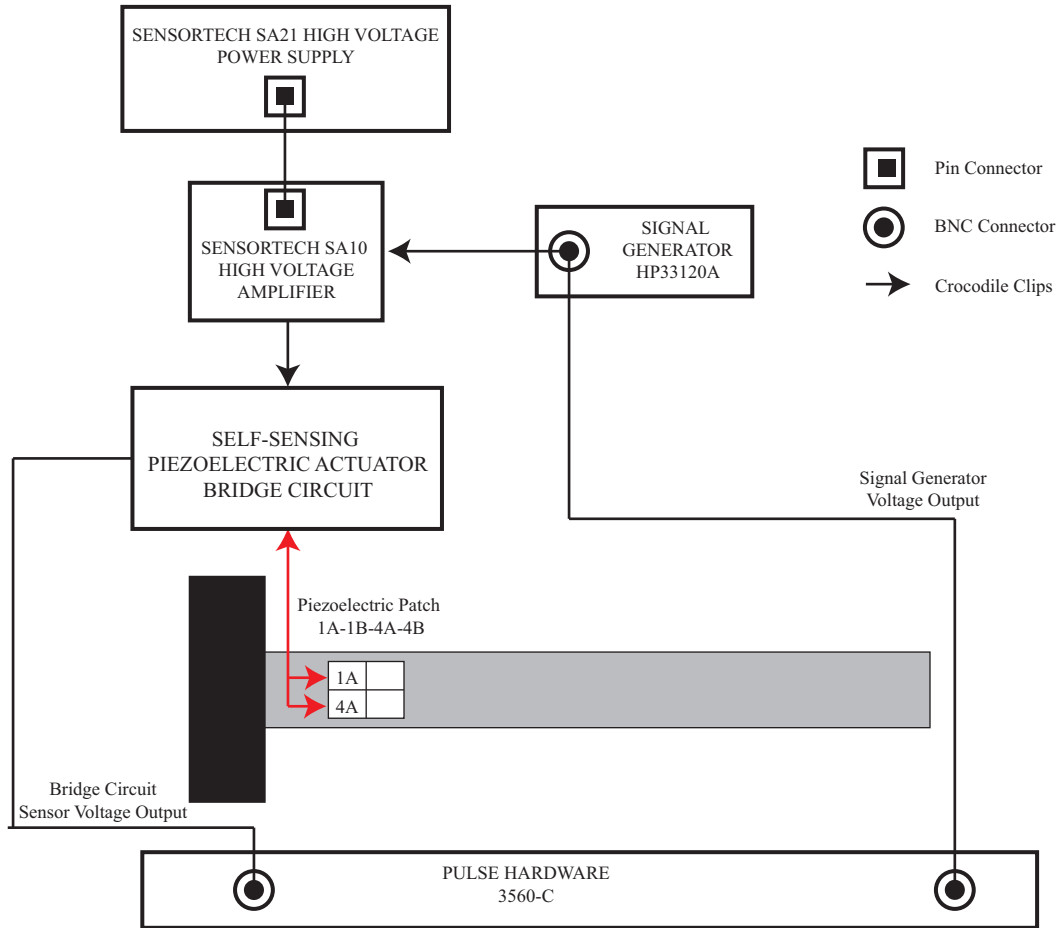 SENSORTECH SA21 HIGH VOLTAGE
POWER SUPPLY
SENSORTECH SA10
HIGH VOLTAGE
AMPLIFIER
SIGNAL
GENERATOR
HP33120A
Pin Connector
BNC Connector
Crocodile Clips
SELF-SENSING
PIEZOELECTRIC ACTUATOR
BRIDGE CIRCUIT
Signal Generator
Voltage Output
Piezoelectric Patch
1A-1B-4A-4B
1A
4A
Bridge Circuit
Sensor Voltage Output
PULSE HARDWARE
3560-C